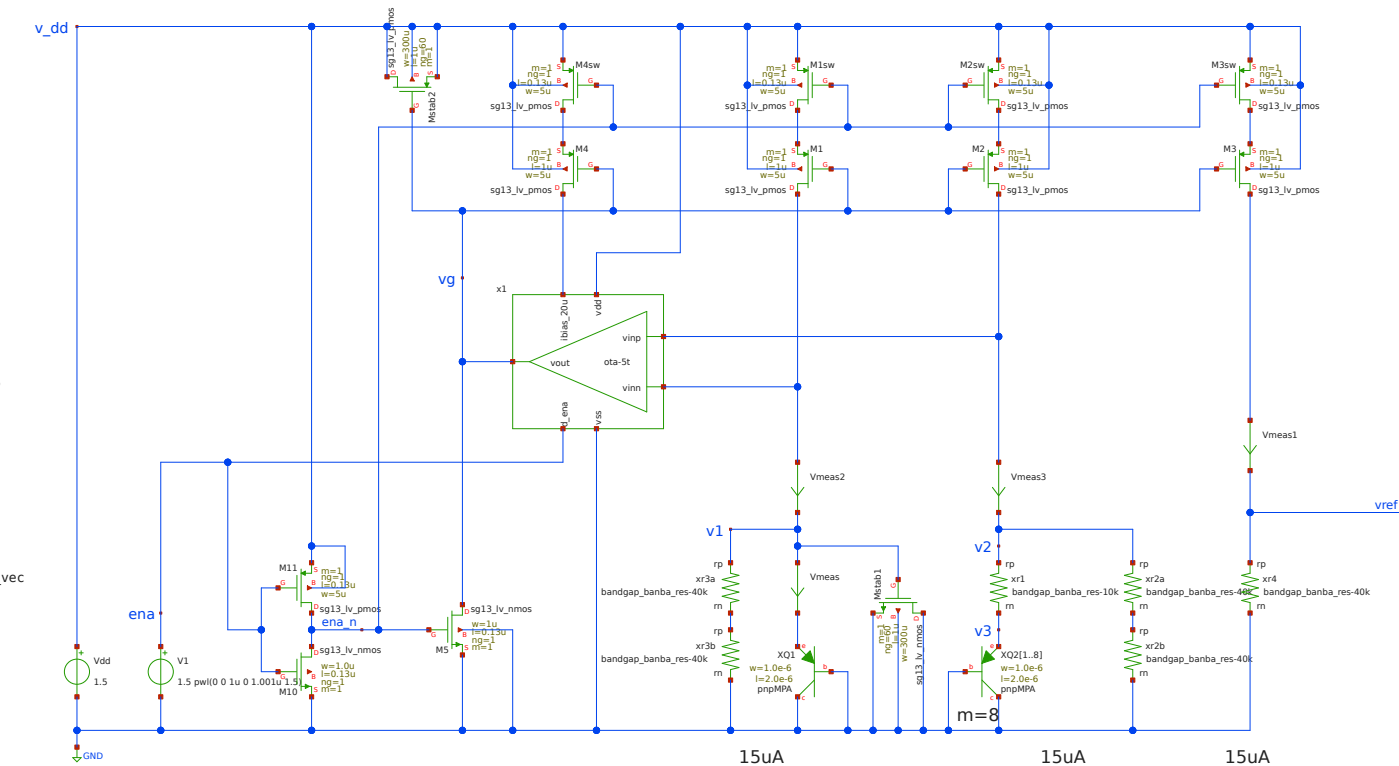 v_dd
sg13_lv_pmos
w=300u
l=1u
ng=60
m=1
Mstab2
D
B
S
G
m=1
ng=1
l=0.13u
w=5u
M4sw
sg13_lv_pmos
m=1
ng=1
l=0.13u
w=5u
M1sw
sg13_lv_pmos
M2sw
m=1
ng=1
l=0.13u
w=5u
sg13_lv_pmos
M3sw
m=1
ng=1
l=0.13u
w=5u
sg13_lv_pmos
m=1
ng=1
l=1u
w=5u
M4
sg13_lv_pmos
m=1
ng=1
l=1u
w=5u
M1
sg13_lv_pmos
M2
m=1
ng=1
l=1u
w=5u
sg13_lv_pmos
M3
m=1
ng=1
l=1u
w=5u
sg13_lv_pmos
vg
x1
ibias_20u
vdd
vinp
vout
ota-5t
vinn
d_ena
vss
Vmeas1
Vmeas2
Vmeas3
vref
v1
v2
_vec
M11
m=1
ng=1
l=0.13u
w=5u
sg13_lv_pmos
ena
ena_n
sg13_lv_nmos
w=1.0u
l=0.13u
ng=1
m=1
M10
sg13_lv_nmos
w=1u
l=0.13u
ng=1
m=1
M5
Vdd
1.5
V1
1.5 pwl(0 0 1u 0 1.001u 1.5)
GND
rp
xr3a
bandgap_banba_res-40k
rn
rp
xr3b
bandgap_banba_res-40k
rn
Vmeas
XQ1
w=1.0e-6
l=2.0e-6
pnpMPA
Mstab1
m=1
ng=60
l=1u
w=300u
sg13_lv_nmos
rp
xr1
bandgap_banba_res-10k
rn
v3
XQ2[1..8]
w=1.0e-6
l=2.0e-6
pnpMPA
m=8
rp
xr2a
bandgap_banba_res-40k
rn
rp
xr2b
bandgap_banba_res-40k
rn
rp
xr4
bandgap_banba_res-40k
rn
15uA
15uA
15uA